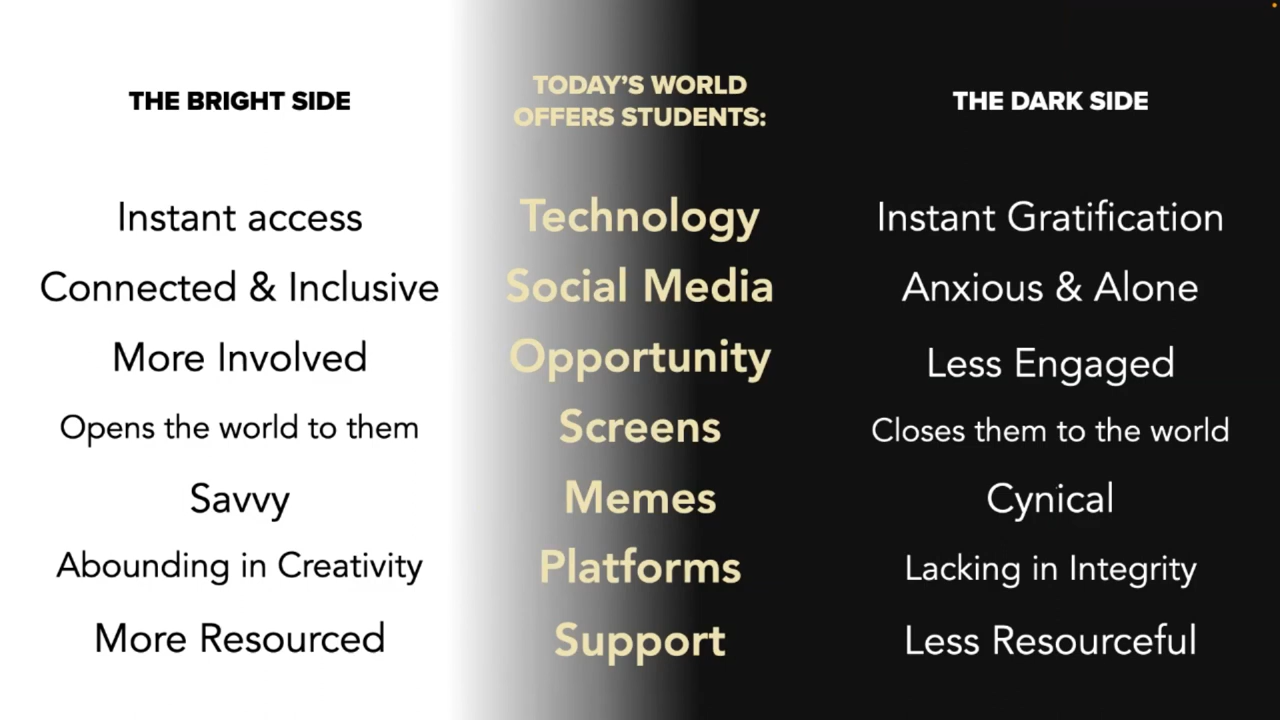 THE BRIGHT SIDE
TODAY'S WORLD
OFFERS STUDENTS:
THE DARK SIDE
Instant access
Technology
Instant Gratification
Connected & Inclusive
Social Media
Anxious & Alone
More Involved
Opportunity
Less Engaged
Opens the world to them
Screens
Closes them to the world
Savvy
Memes
Cynical
Abounding in Creativity
Platforms
Lacking in Integrity
More Resourced
Support
Less Resourceful